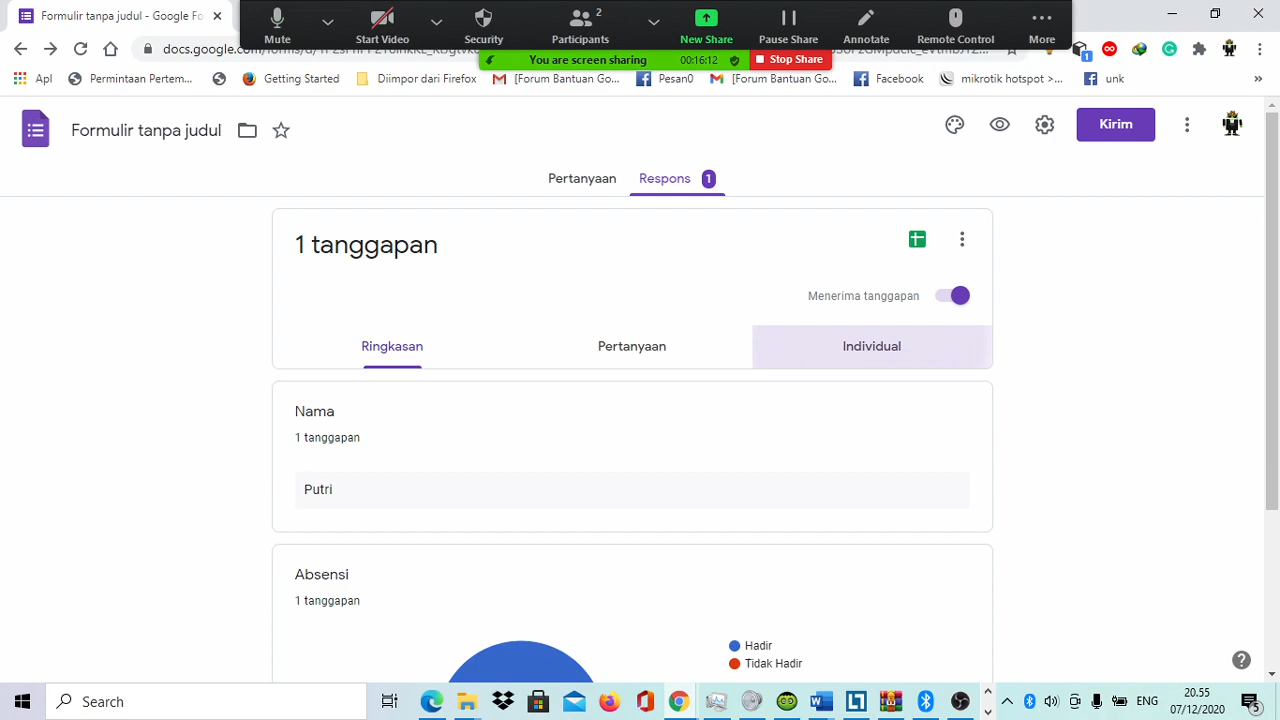 Formulir tanpa judul - Google Fo
Mute
Start Video
Security
Participants
2
New Share
Pause Share
Annotate
Remote Control
More
You are screen sharing
00:16:12
Stop Share
Apl
Permintaan Pertem...
Getting Started
Diimpor dari Firefox
[Forum Bantuan Go...
Pesan0
[Forum Bantuan Go...
Facebook
mikrotik hotspot >...
unk
»
Formulir tanpa judul
Kirim
Pertanyaan
Respons
1
1 tanggapan
Menerima tanggapan
Ringkasan
Pertanyaan
Individual
Nama
1 tanggapan
Putri
Absensi
1 tanggapan
Hadir
Tidak Hadir
Search
ENG
20.55
07/12/2020
5